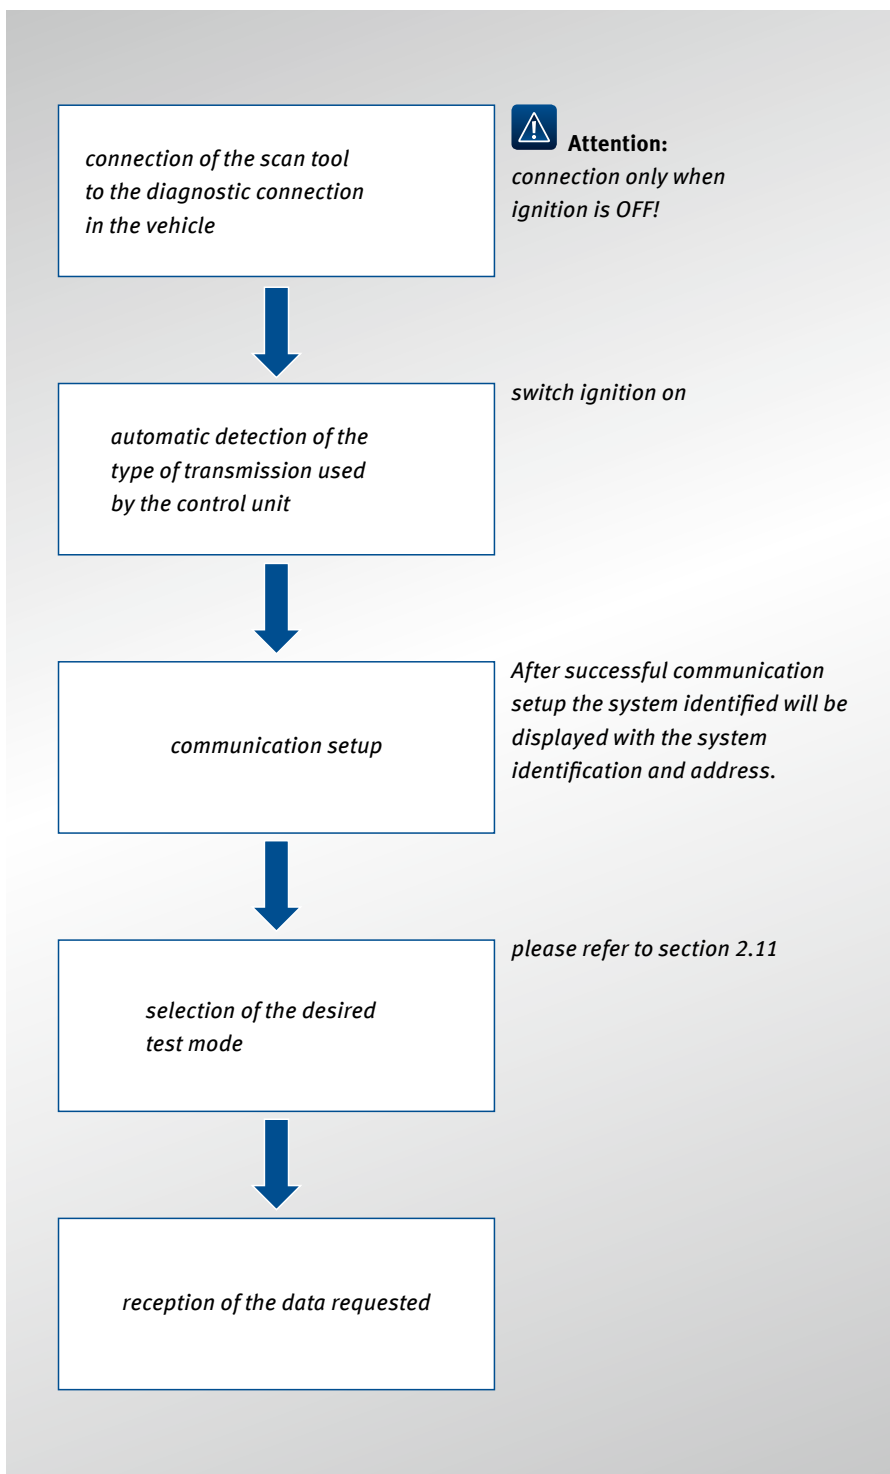 connection of the scan tool
to the diagnostic connection
in the vehicle
Attention:
connection only when
ignition is OFF!
automatic detection of the
type of transmission used
by the control unit
switch ignition on
communication setup
After successful communication
setup the system identified will be
displayed with the system
identification and address.
selection of the desired
test mode
please refer to section 2.11
reception of the data requested